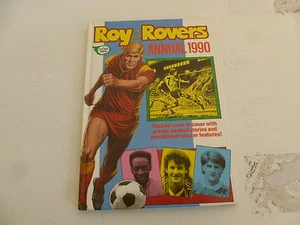 Roy of the Rovers
ANNUAL 1990
Packed cover-to-cover with
action-packed stories and
sensational soccer features!